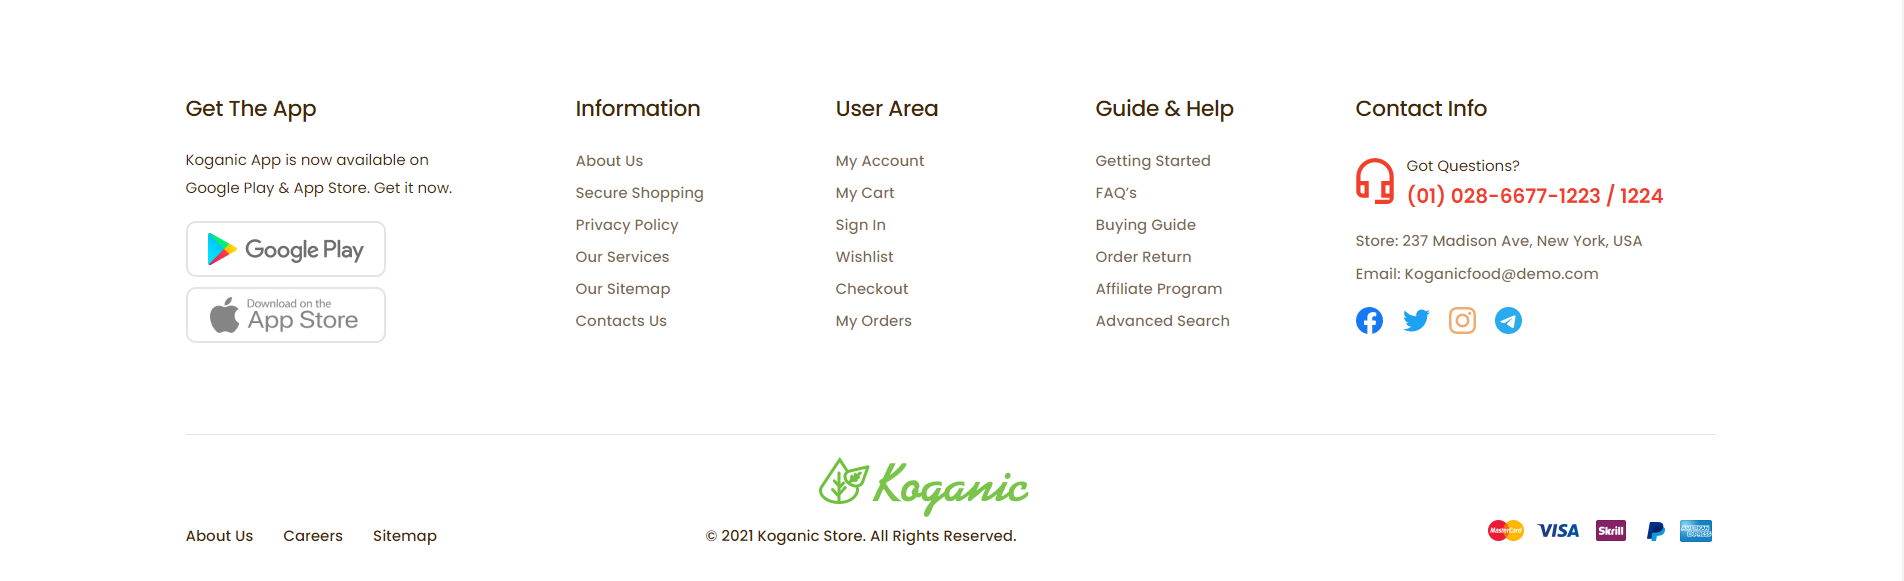 Get The App
Koganic App is now available on
Google Play & App Store. Get it now.
Google Play
Download on the
App Store
Information
About Us
Secure Shopping
Privacy Policy
Our Services
Our Sitemap
Contacts Us
User Area
My Account
My Cart
Sign In
Wishlist
Checkout
My Orders
Guide & Help
Getting Started
FAQ’s
Buying Guide
Order Return
Affiliate Program
Advanced Search
Contact Info
Got Questions?
(01) 028-6677-1223 / 1224
Store: 237 Madison Ave, New York, USA
Email: Koganicfood@demo.com
Koganic
About Us
Careers
Sitemap
© 2021 Koganic Store. All Rights Reserved.
MasterCard
VISA
Skrill
AMERICAN
EXPRESS